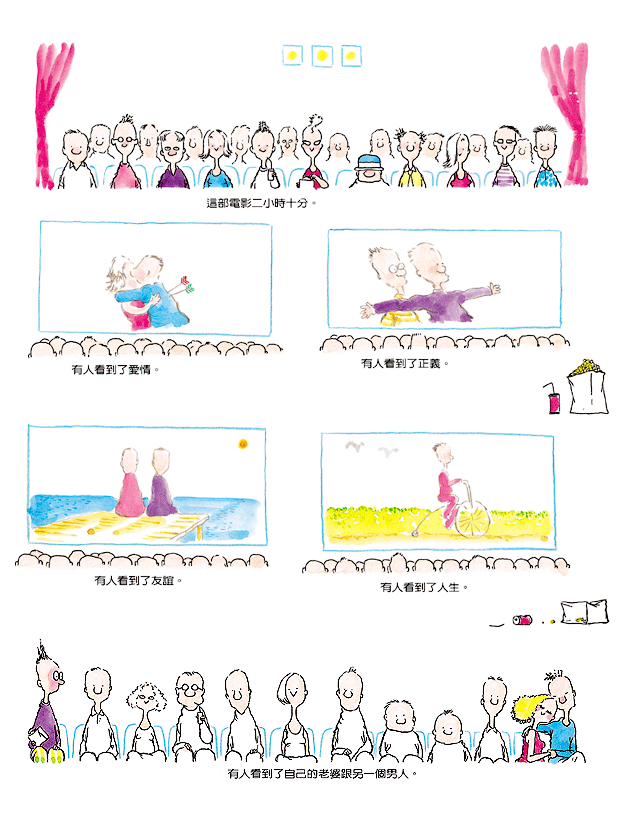 這部電影二小時十分。
有人看到了愛情。
有人看到了正義。
有人看到了友誼。
有人看到了人生。
有人看到了自己的老婆跟另一個男人。